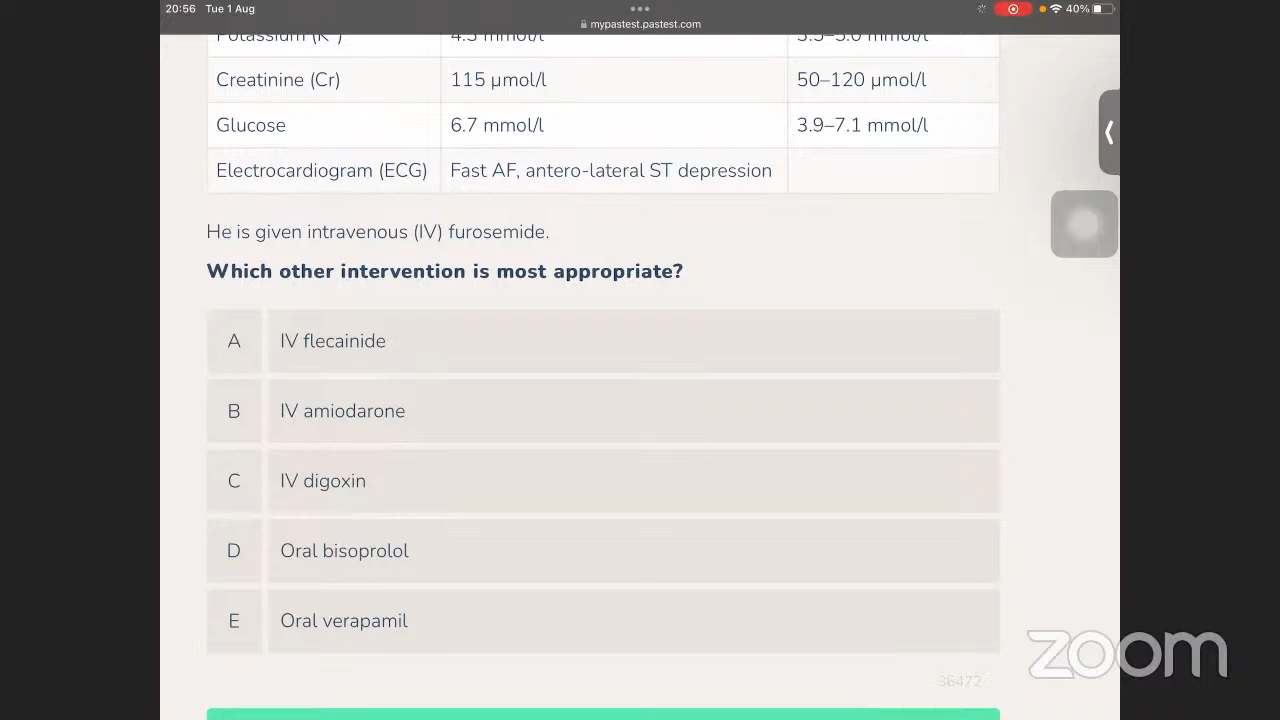 20:56 Tue 1 Aug
40%
mypastest.pastest.com
Creatinine (Cr) 115 µmol/l 50–120 µmol/l
Glucose 6.7 mmol/l 3.9–7.1 mmol/l
Electrocardiogram (ECG) Fast AF, antero-lateral ST depression
He is given intravenous (IV) furosemide.
Which other intervention is most appropriate?
A IV flecainide
B IV amiodarone
C IV digoxin
D Oral bisoprolol
E Oral verapamil
36472
zoom